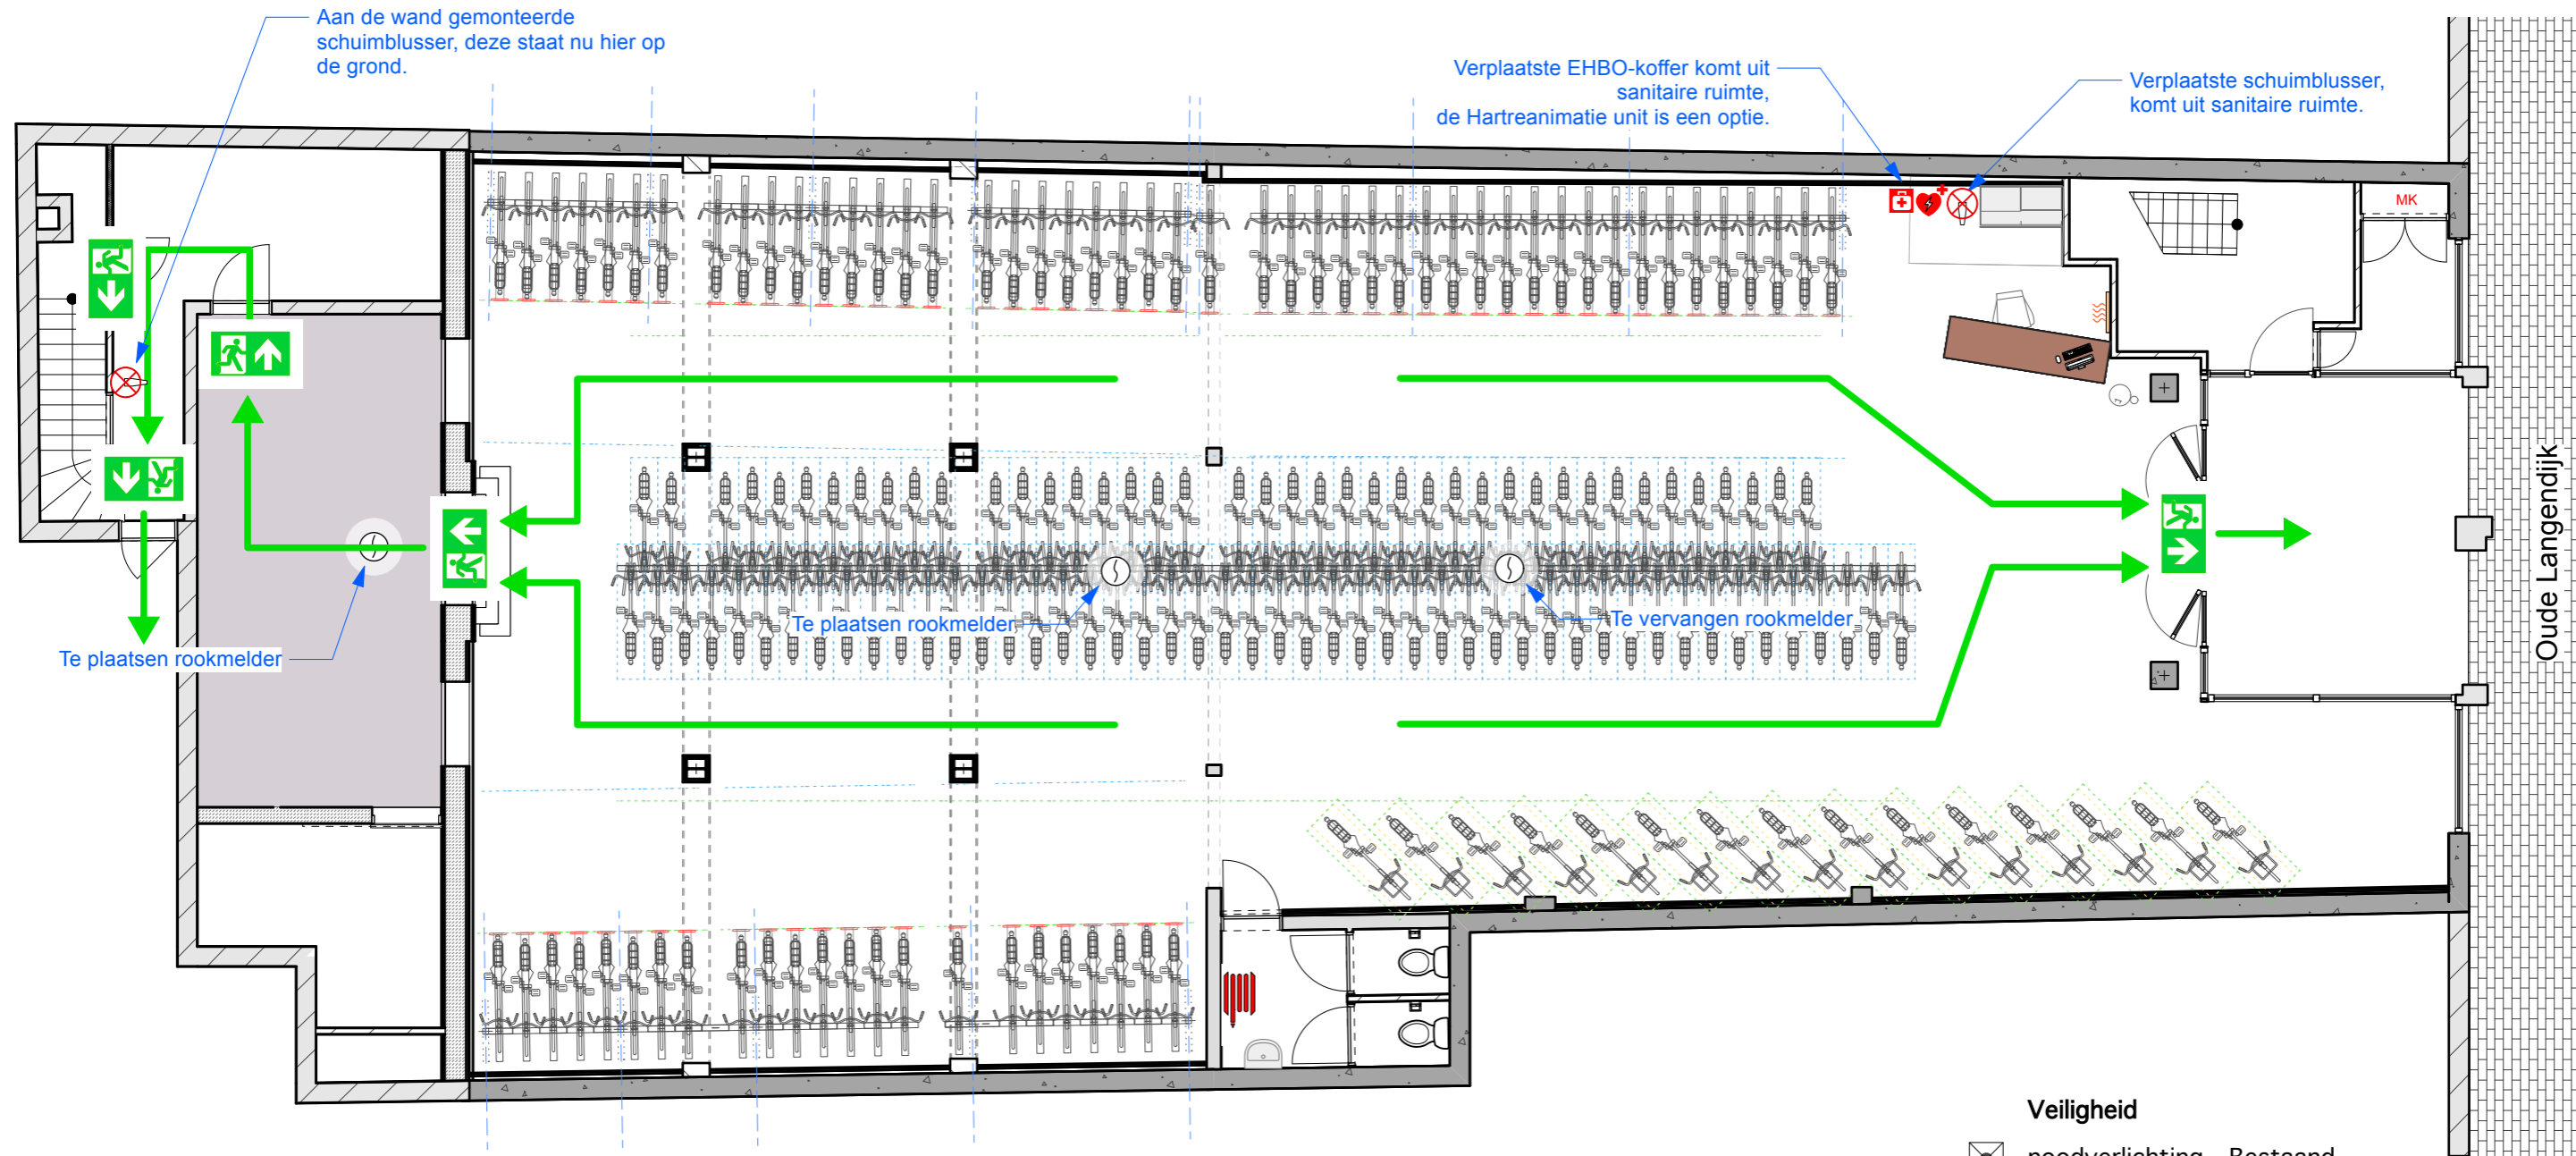 Aan de wand gemonteerde
schuimblusser, deze staat nu hier op
de grond.
Verplaatste EHBO-koffer komt uit
sanitaire ruimte,
de Hartreanimatie unit is een optie.
Verplaatste schuimblusser,
komt uit sanitaire ruimte.
MK
Oude Langendijk
Te plaatsen rookmelder
Te vervangen rookmelder
Te plaatsen rookmelder
Veiligheid
noodverlichting - Bestaand